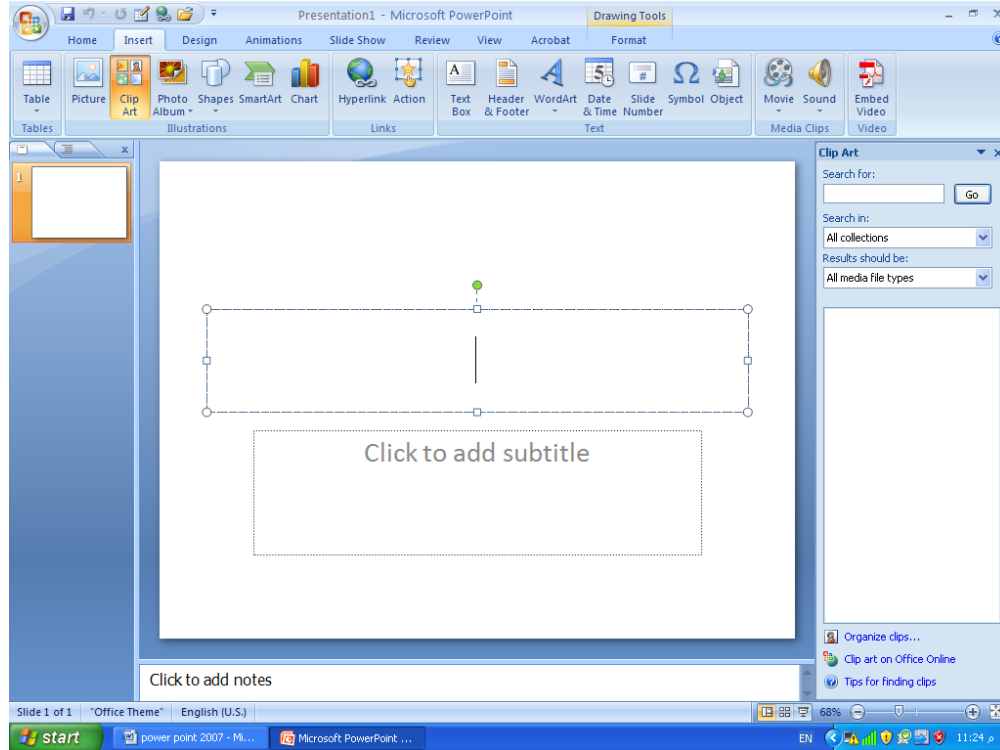 Presentation1 - Microsoft PowerPoint
Drawing Tools
Home Insert Design Animations Slide Show Review View Acrobat Format
Table
Picture
Clip Art
Photo Album
Shapes
SmartArt
Chart
Hyperlink
Action
Text Box
Header & Footer
WordArt
Date & Time
Slide Number
Symbol
Object
Movie
Sound
Embed Video
Tables Illustrations Links Text Media Clips Video
1
Clip Art
Search for:
Go
Search in:
All collections
Results should be:
All media file types
Click to add subtitle
Organize clips...
Clip art on Office Online
Tips for finding clips
Click to add notes
Slide 1 of 1 "Office Theme" English (U.S.) 68%
start power point 2007 - Mi... Microsoft PowerPoint ... EN 11:24 م